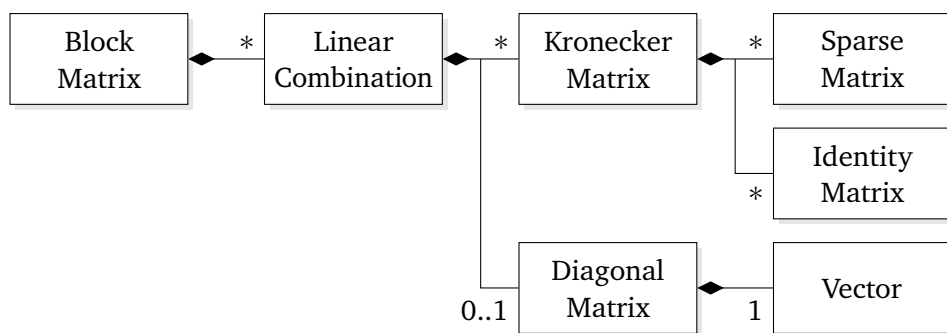 Block
Matrix
*
Linear
Combination
*
Kronecker
Matrix
*
Sparse
Matrix
*
Identity
Matrix
0..1
Diagonal
Matrix
1
Vector